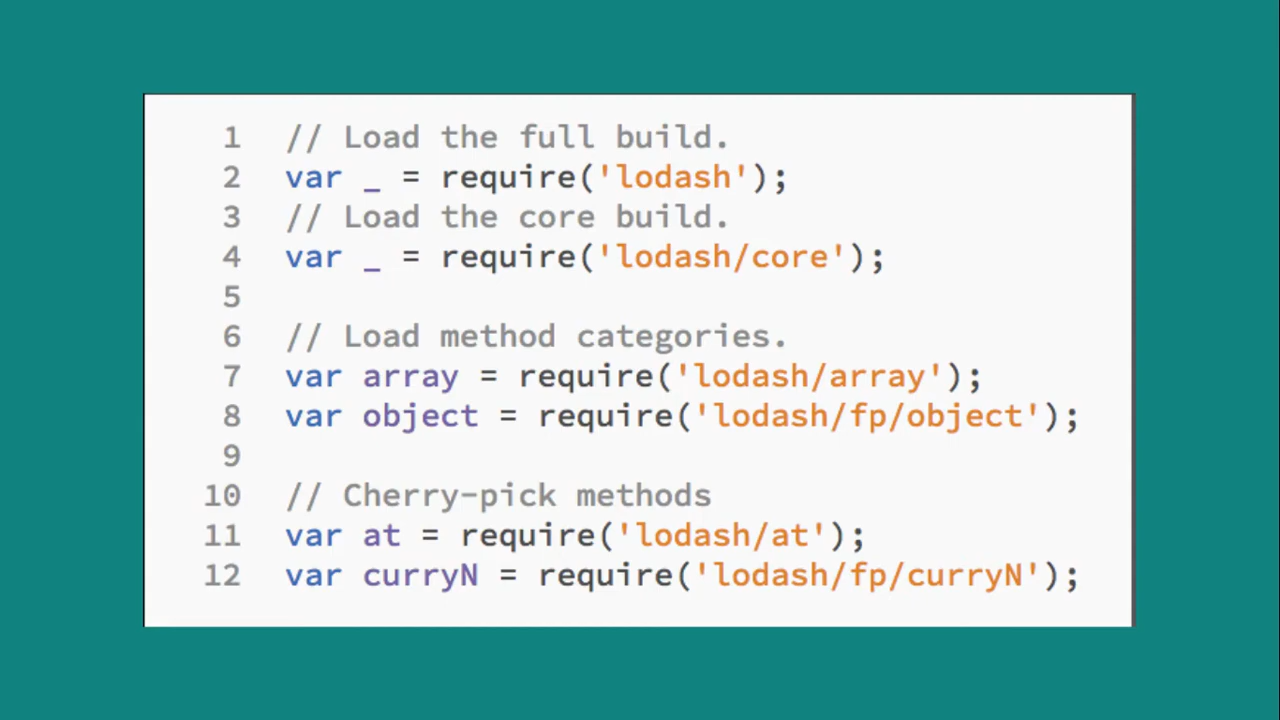 1 // Load the full build.
2 var _ = require('lodash');
3 // Load the core build.
4 var _ = require('lodash/core');
5
6 // Load method categories.
7 var array = require('lodash/array');
8 var object = require('lodash/fp/object');
9
10 // Cherry-pick methods
11 var at = require('lodash/at');
12 var curryN = require('lodash/fp/curryN');